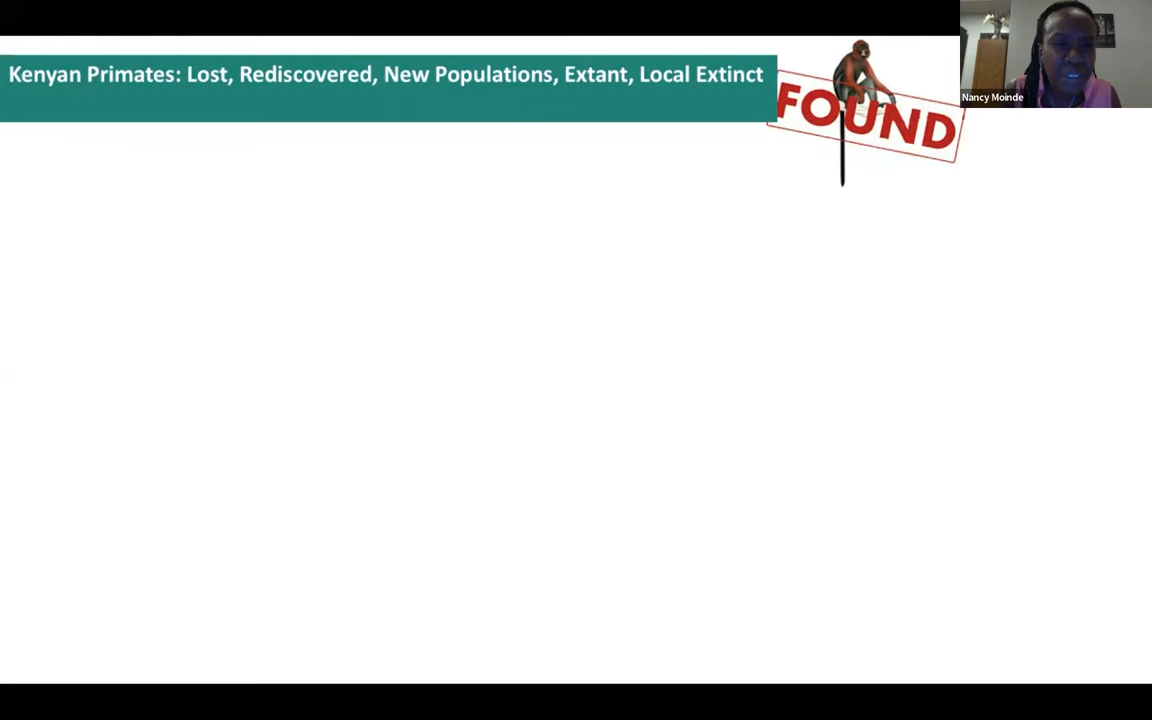 Kenyan Primates: Lost, Rediscovered, New Populations, Extant, Local Extinct
FOUND
Nancy Moinde